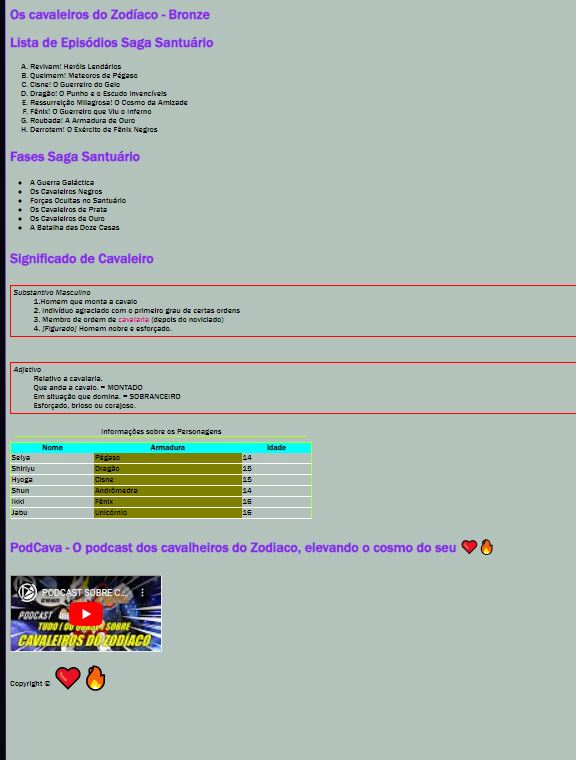 Os cavaleiros do Zodíaco - Bronze
Lista de Episódios Saga Santuário
A. Revivam! Heróis Lendários
B. Queimem! Meteoros de Pégaso
C. Cisne! O Guerreiro do Gelo
D. Dragão! O Punho e o Escudo Invencíveis
E. Ressurreição Milagrosa! O Cosmo da Amizade
F. Fênix! O Guerreiro que Viu o Inferno
G. Roubada! A Armadura de Ouro
H. Derrotem! O Exército de Fênix Negros
Fases Saga Santuário
• A Guerra Galáctica
• Os Cavaleiros Negros
• Forças Ocultas no Santuário
• Os Cavaleiros de Prata
• Os Cavaleiros de Ouro
• A Batalha das Doze Casas
Significado de Cavaleiro
Substantivo Masculino
1.Homem que monta a cavalo
2. Indivíduo agraciado com o primeiro grau de certas ordens
3. Membro de ordem de cavalaria (depois do noviciado)
4. [Figurado] Homem nobre e esforçado.
Adjetivo
Relativo a cavalaria.
Que anda a cavalo. = MONTADO
Em situação que domina. = SOBRANCEIRO
Esforçado, brioso ou corajoso.
Informações sobre os Personagens
Nome Armadura Idade
Seiya Pégaso 14
Shiriyu Dragão 15
Hyoga Cisne 15
Shun Andrômedra 14
Ikki Fênix 16
Jabu Unicórnio 16
PodCava - O podcast dos cavalheiros do Zodiaco, elevando o cosmo do seu ❤️🔥
PODCAST SOBRE C...
PODCAST
TUDO ( OU QUASE ) SOBRE
CAVALEIROS DO ZODÍACO
Copyright © ❤️🔥